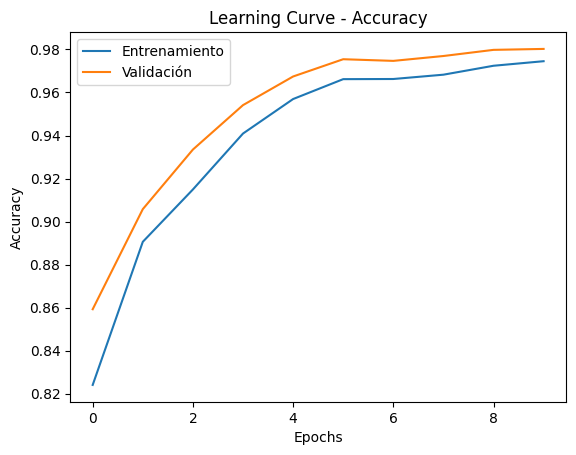 Learning Curve - Accuracy
Entrenamiento
Validación
0.98
0.96
0.94
0.92
0.90
0.88
0.86
0.84
0.82
Accuracy
0 2 4 6 8
Epochs